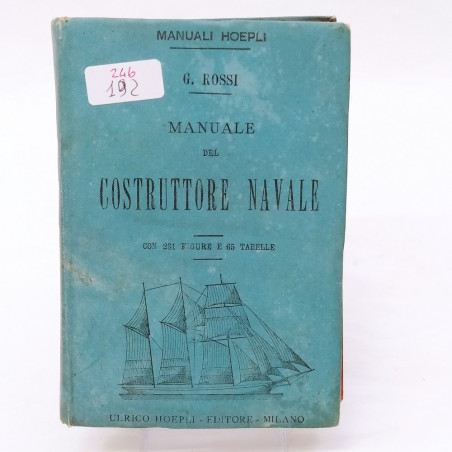 MANUALI HOEPLI
246
192
G. ROSSI
MANUALE
DEL
COSTRUTTORE NAVALE
CON 231 FIGURE E 65 TABELLE
ULRICO HOEPLI - EDITORE - MILANO